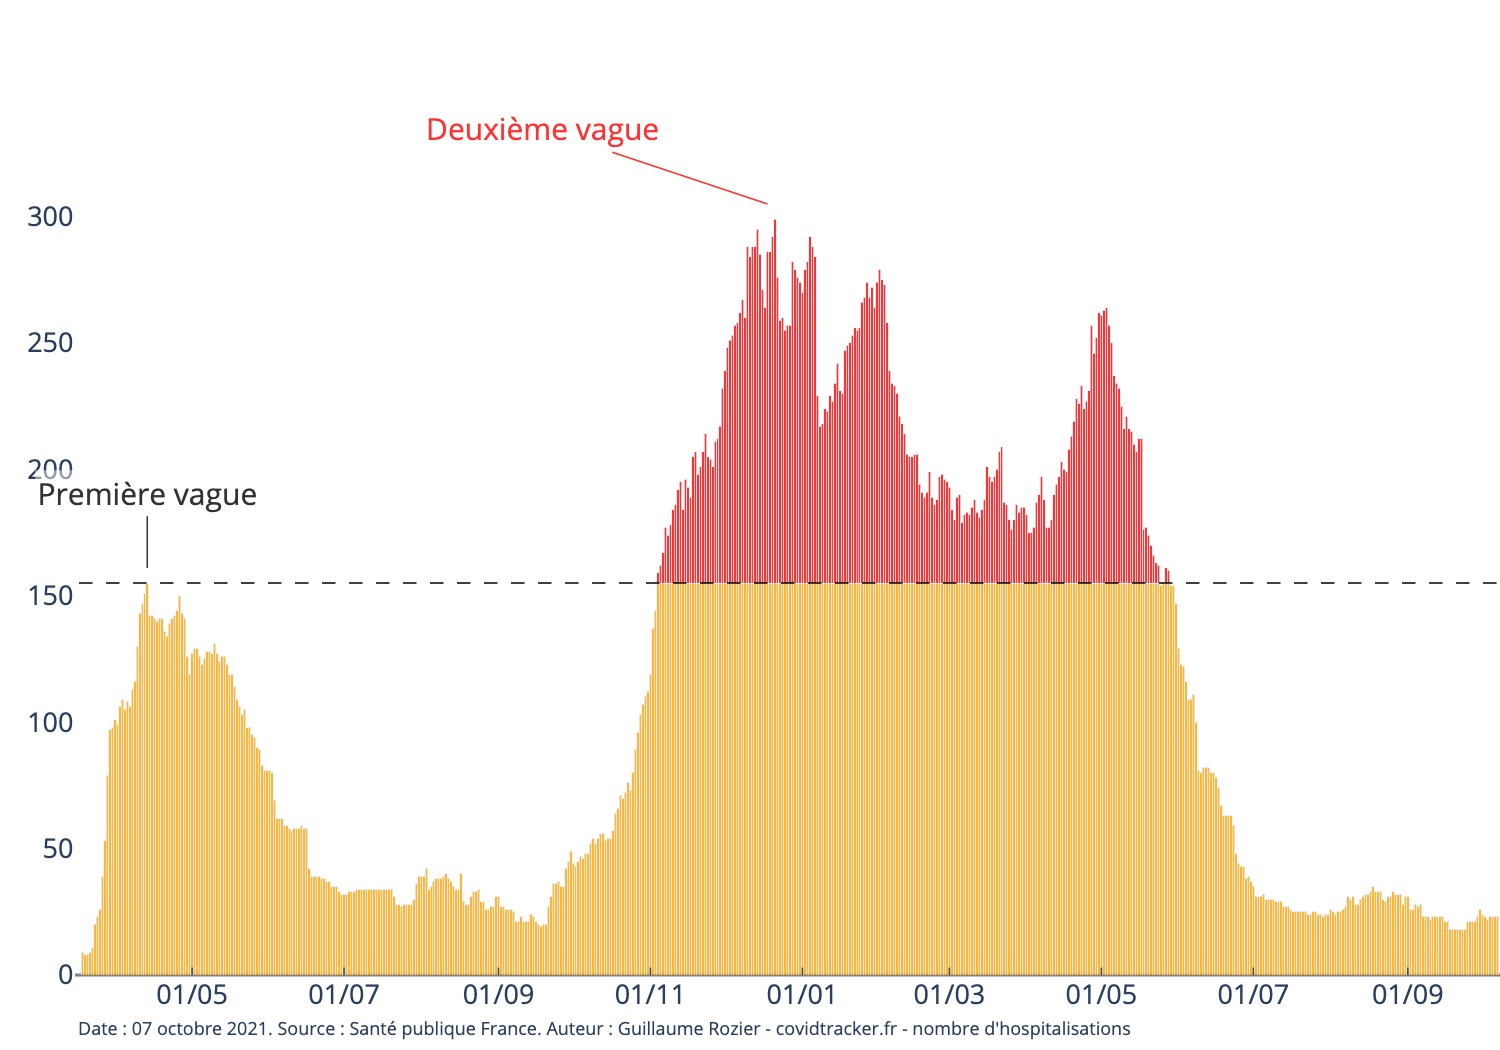 Deuxième vague
300
250
200
Première vague
150
100
50
0
01/05 01/07 01/09 01/11 01/01 01/03 01/05 01/07 01/09
Date : 07 octobre 2021. Source : Santé publique France. Auteur : Guillaume Rozier - covidtracker.fr - nombre d'hospitalisations